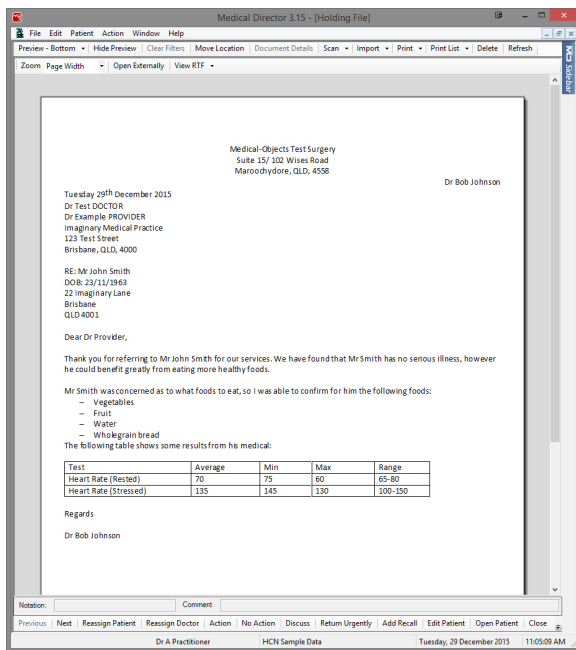 Medical Director 3.15 - [Holding File]
File Edit Patient Action Window Help
Preview - Bottom Hide Preview Clear Filters Move Location Document Details Scan Import Print Print List Delete Refresh
Zoom Page Width Open Externally View RTF
MD Sidebar
Medical-Objects Test Surgery
Suite 15/ 102 Wises Road
Maroochydore, QLD, 4558
Dr Bob Johnson
Tuesday 29th December 2015
Dr Test DOCTOR
Dr Example PROVIDER
Imaginary Medical Practice
123 Test Street
Brisbane, QLD, 4000
RE: Mr John Smith
DOB: 23/11/1963
22 Imaginary Lane
Brisbane
QLD 4001
Dear Dr Provider,
Thank you for referring to Mr John Smith for our services. We have found that Mr Smith has no serious illness, however
he could benefit greatly from eating more healthy foods.
Mr Smith was concerned as to what foods to eat, so I was able to confirm for him the following foods:
– Vegetables
– Fruit
– Water
– Wholegrain bread
The following table shows some results from his medical:
Test Average Min Max Range
Heart Rate (Rested) 70 75 60 65-80
Heart Rate (Stressed) 135 145 130 100-150
Regards
Dr Bob Johnson
Notation: Comment
Previous Next Reassign Patient Reassign Doctor Action No Action Discuss Return Urgently Add Recall Edit Patient Open Patient Close
Dr A Practitioner HCN Sample Data Tuesday, 29 December 2015 11:05:09 AM